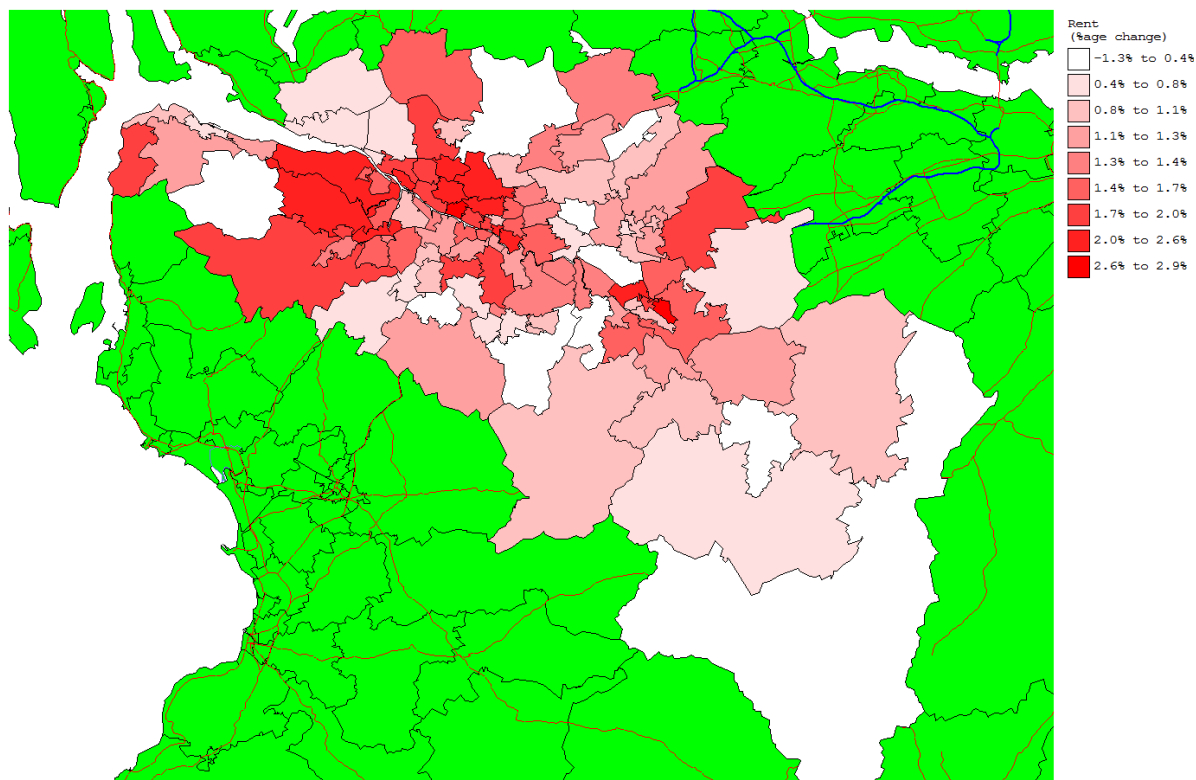 Rent
(%age change)
-1.3% to 0.4%
0.4% to 0.8%
0.8% to 1.1%
1.1% to 1.3%
1.3% to 1.4%
1.4% to 1.7%
1.7% to 2.0%
2.0% to 2.6%
2.6% to 2.9%